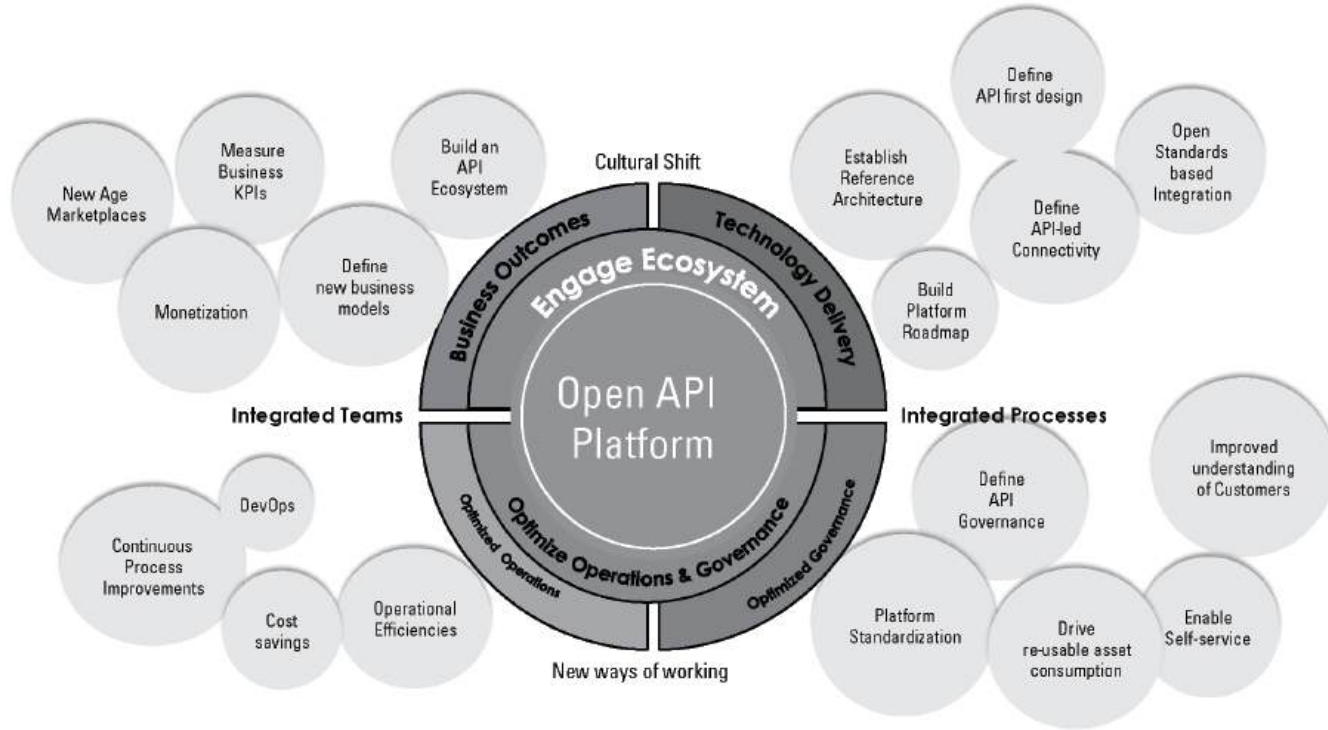 New Age
Marketplaces
Measure
Business
KPIs
Build an
API
Ecosystem
Monetization
Define
new business
models
Cultural Shift
Define
API first design
Establish
Reference
Architecture
Open
Standards
based
Integration
Define
API-led
Connectivity
Build
Platform
Roadmap
Business Outcomes
Technology Delivery
Engage Ecosystem
Open API
Platform
Integrated Teams
Integrated Processes
Optimize Operations & Governance
Optimized Operations
Optimized Governance
DevOps
Continuous
Process
Improvements
Cost
savings
Operational
Efficiencies
New ways of working
Define
API
Governance
Improved
understanding
of Customers
Platform
Standardization
Drive
re-usable asset
consumption
Enable
Self-service